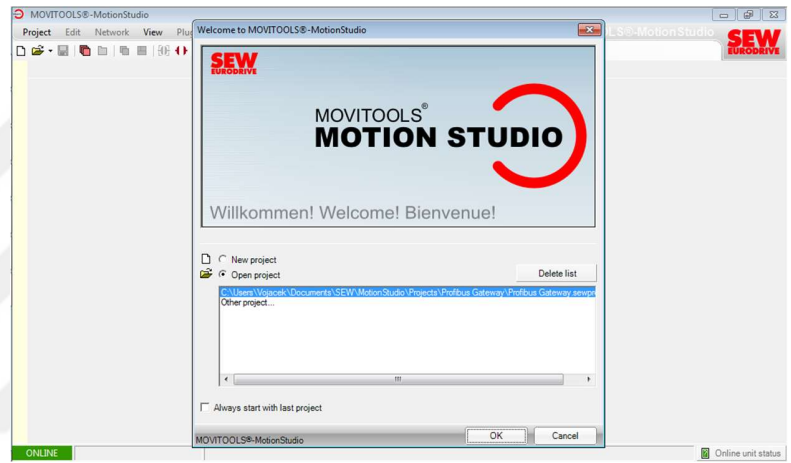 MOVITOOLS®-MotionStudio
Project Edit Network View
Welcome to MOVITOOLS®-MotionStudio
SEW
EURODRIVE
SEW
EURODRIVE
MOVITOOLS®
MOTION STUDIO
Willkommen! Welcome! Bienvenue!
New project
Open project
Delete list
C:\Users\Vojacek\Documents\SEW\MotionStudio\Projects\Profibus Gateway\Profibus Gateway.sewpr
Other project...
Always start with last project
MOVITOOLS®-MotionStudio
OK
Cancel
ONLINE
Online unit status